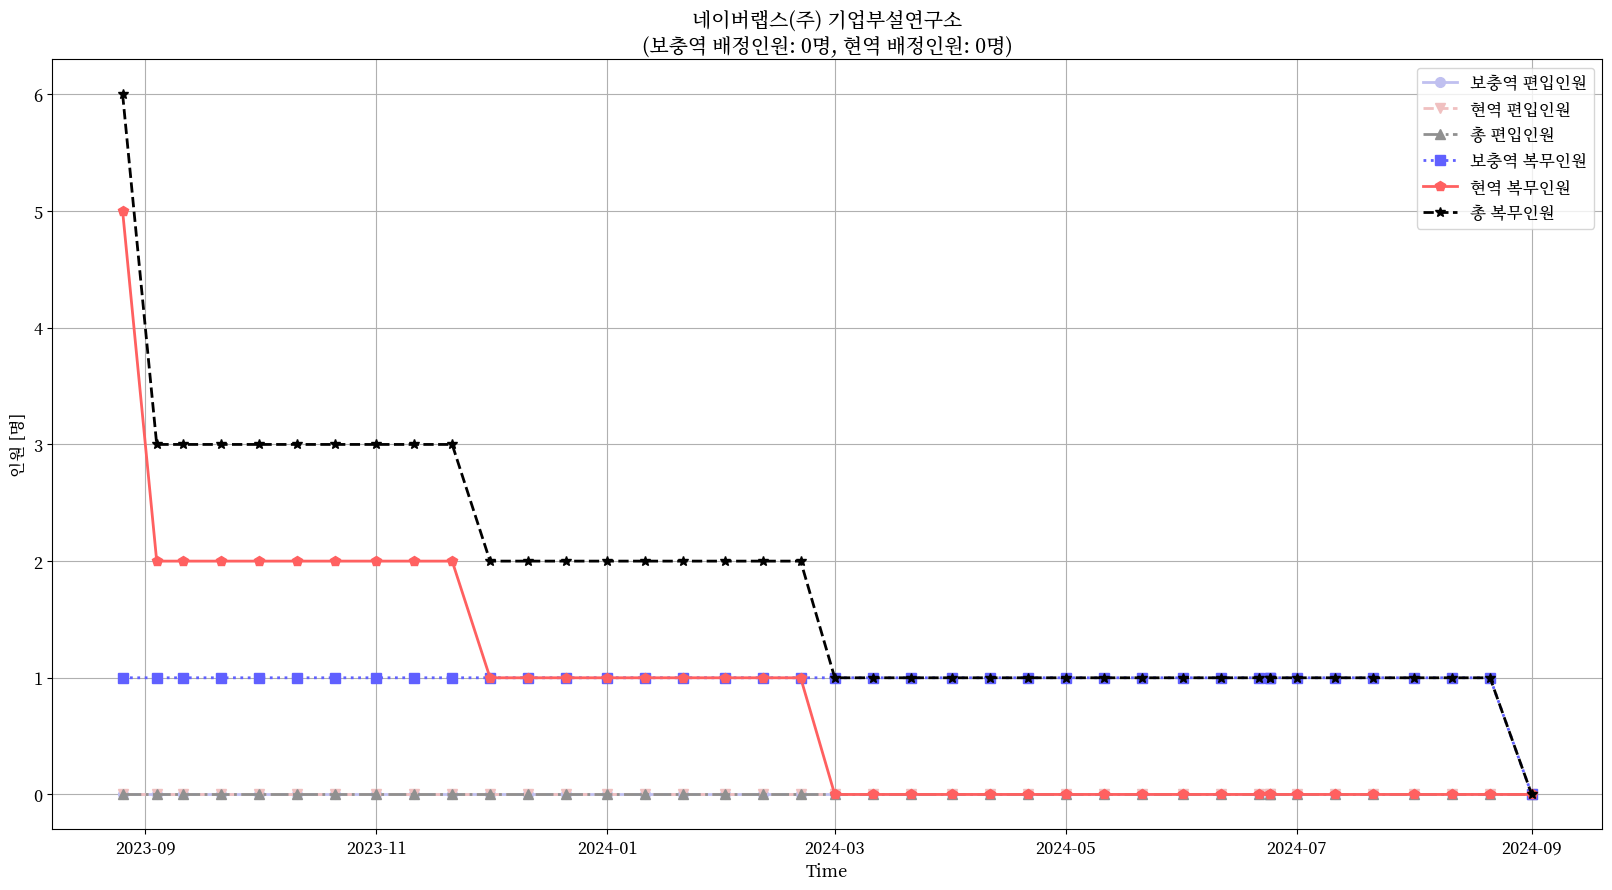 네이버랩스(주) 기업부설연구소
(보충역 배정인원: 0명, 현역 배정인원: 0명)
보충역 편입인원
현역 편입인원
총 편입인원
보충역 복무인원
현역 복무인원
총 복무인원
인원 [명]
6
5
4
3
2
1
0
2023-09
2023-11
2024-01
2024-03
2024-05
2024-07
2024-09
Time